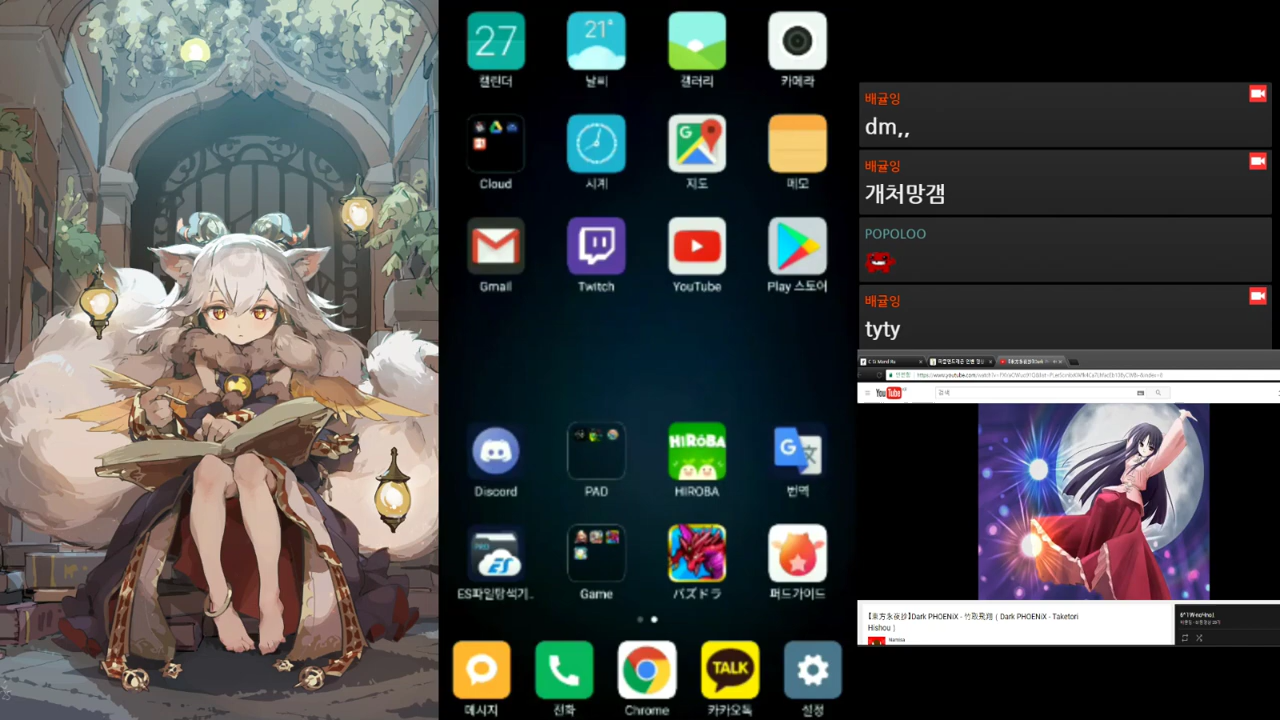 27
21°
캘린더
날씨
갤러리
카메라
Cloud
시계
지도
메모
Gmail
Twitch
YouTube
Play 스토어
HIROBA
Discord
PAD
HIROBA
번역
ES파일탐색기..
Game
パズドラ
퍼드가이드
TALK
메시지
전화
Chrome
카카오톡
설정
배귤잉
dm,,
배귤잉
개처망갬
POPOLOO
배귤잉
tyty
YouTube
검색
【東方永夜抄】Dark PHOENiX - 竹取飛翔 ( Dark PHOENiX - Taketori
Hishou )